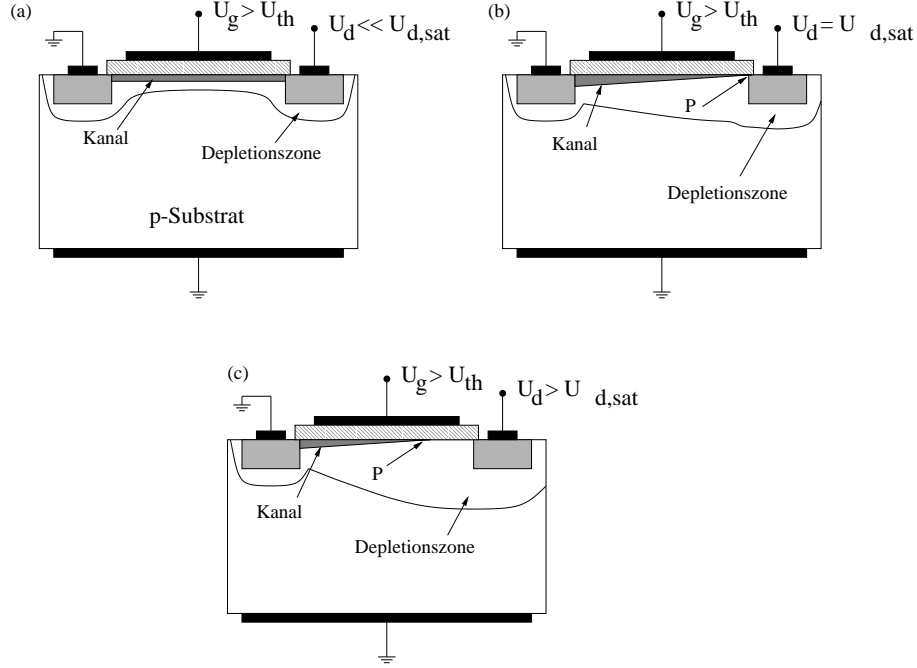 (a)
U_g > U_th
U_d << U_d,sat
Kanal
Depletionszone
p-Substrat
(b)
U_g > U_th
U_d = U d,sat
P
Kanal
Depletionszone
(c)
U_g > U_th
U_d > U d,sat
P
Kanal
Depletionszone